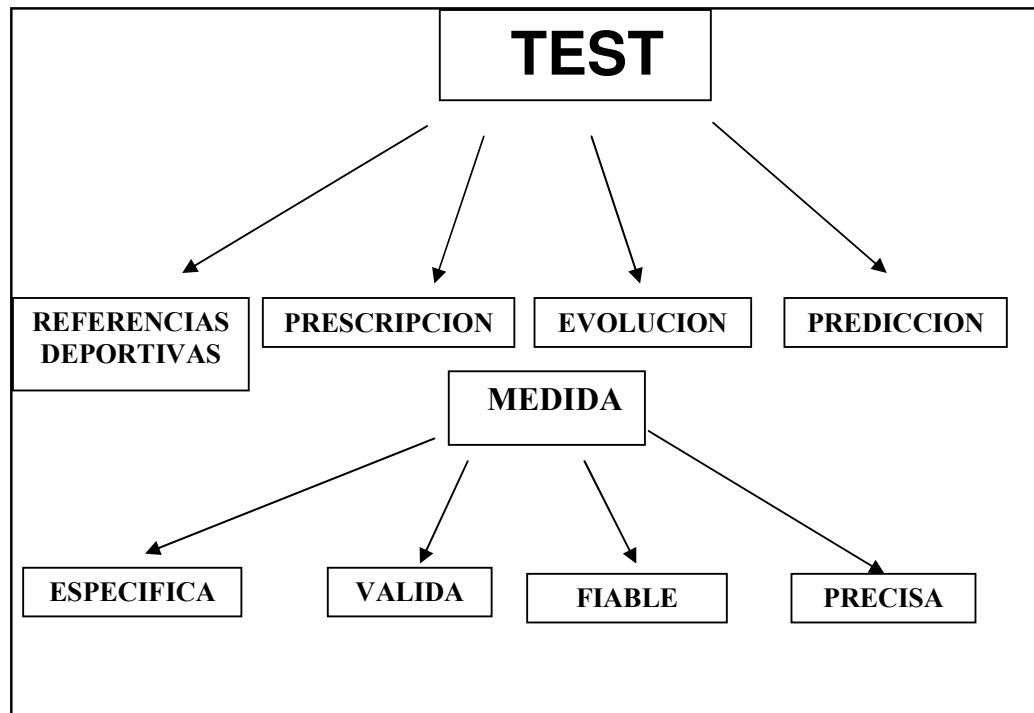 TEST
REFERENCIAS
DEPORTIVAS
PRESCRIPCION
EVOLUCION
PREDICCION
MEDIDA
ESPECIFICA
VALIDA
FIABLE
PRECISA